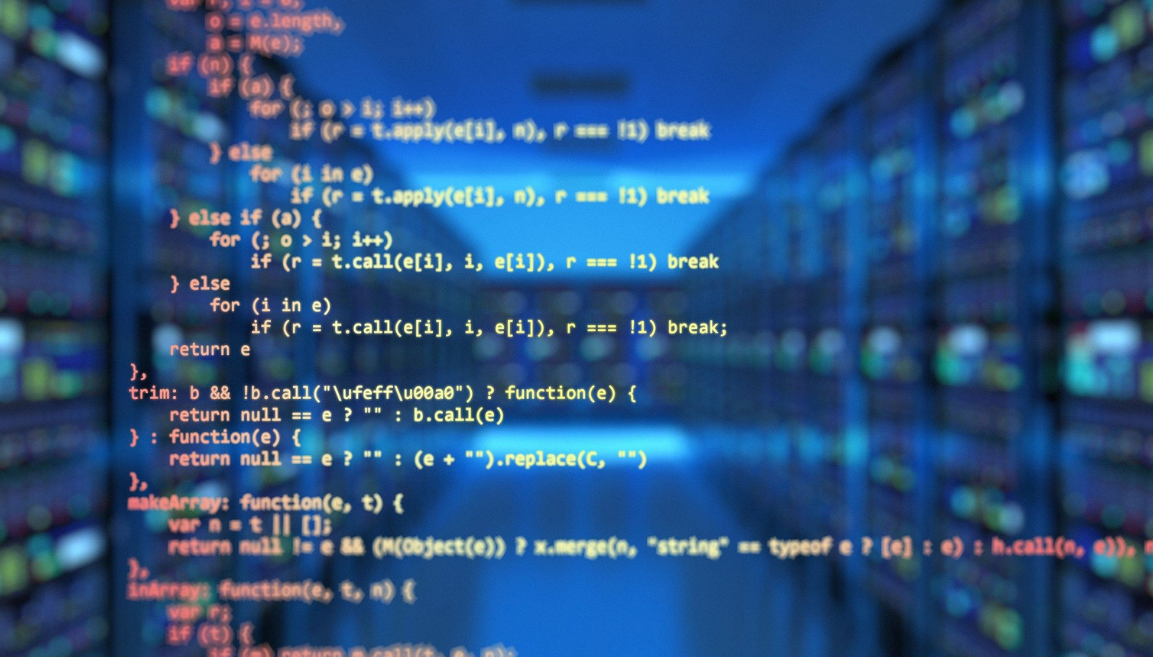 var r, i = 0,
o = e.length,
a = M(e);
if (n) {
if (a) {
for (; o > i; i++)
if (r = t.apply(e[i], n), r === !1) break
} else
for (i in e)
if (r = t.apply(e[i], n), r === !1) break
} else if (a) {
for (; o > i; i++)
if (r = t.call(e[i], i, e[i]), r === !1) break
} else
for (i in e)
if (r = t.call(e[i], i, e[i]), r === !1) break;
return e
},
trim: b && !b.call("\ufeff\u00a0") ? function(e) {
return null == e ? "" : b.call(e)
} : function(e) {
return null == e ? "" : (e + "").replace(C, "")
},
makeArray: function(e, t) {
var n = t || [];
return null != e && (M(Object(e)) ? x.merge(n, "string" == typeof e ? [e] : e) : h.call(n, e)),
},
inArray: function(e, t, n) {
var r;
if (t) {
if (m) return m.call(t, e, n);